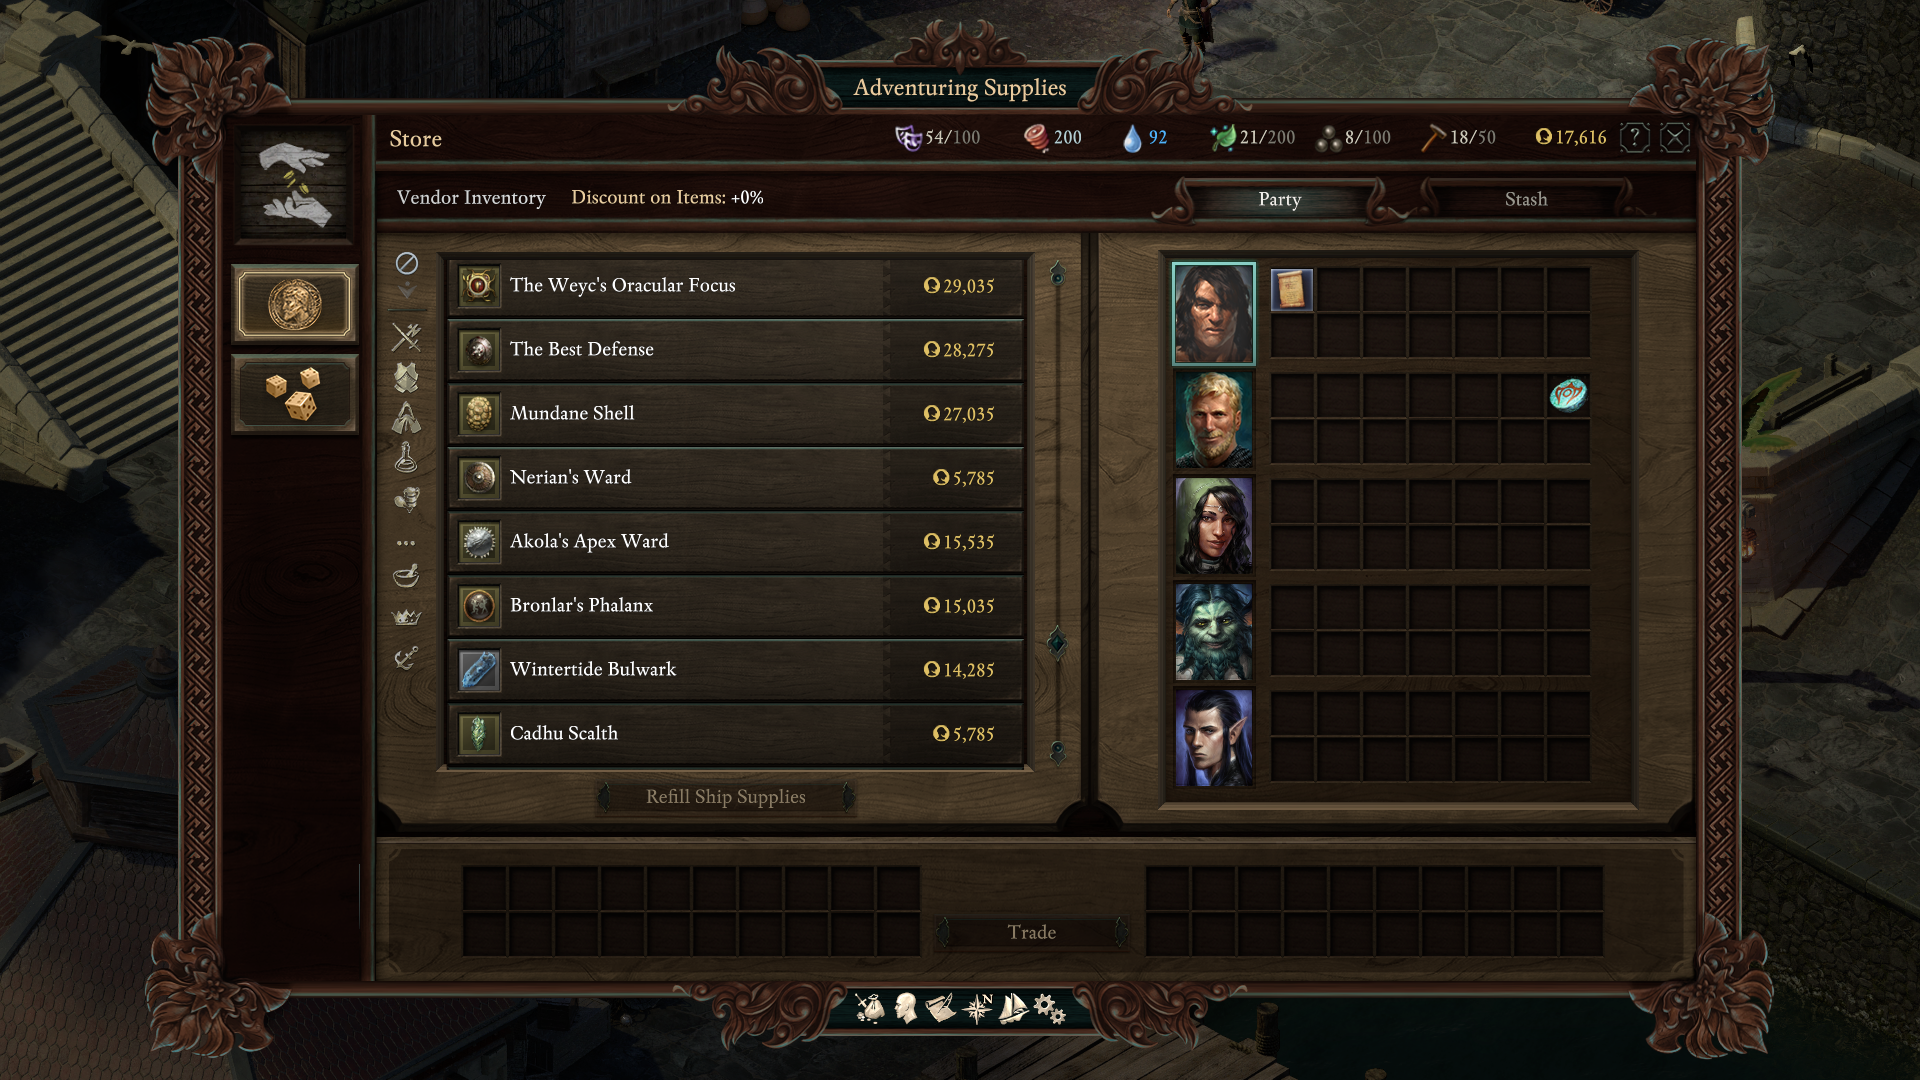 Adventuring Supplies
Store
54/100
200
92
21/200
8/100
18/50
17,616
?
Vendor Inventory
Discount on Items: +0%
Party
Stash
The Weyc's Oracular Focus
29,035
The Best Defense
28,275
Mundane Shell
27,035
Nerian's Ward
5,785
Akola's Apex Ward
15,535
Bronlar's Phalanx
15,035
Wintertide Bulwark
14,285
Cadhu Scalth
5,785
Refill Ship Supplies
Trade
N